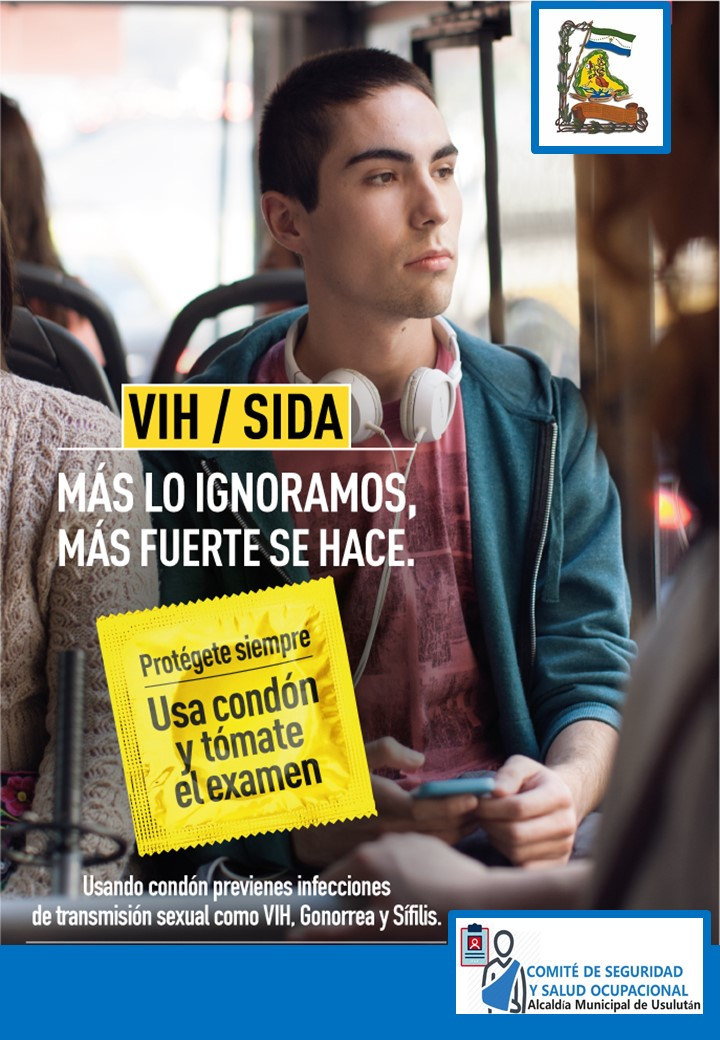 VIH / SIDA
MÁS LO IGNORAMOS,
MÁS FUERTE SE HACE.
Protégete siempre
Usa condón
y tómate
el examen
Usando condón previenes infecciones
de transmisión sexual como VIH, Gonorrea y Sífilis.
COMITÉ DE SEGURIDAD
Y SALUD OCUPACIONAL
Alcaldía Municipal de Usulután